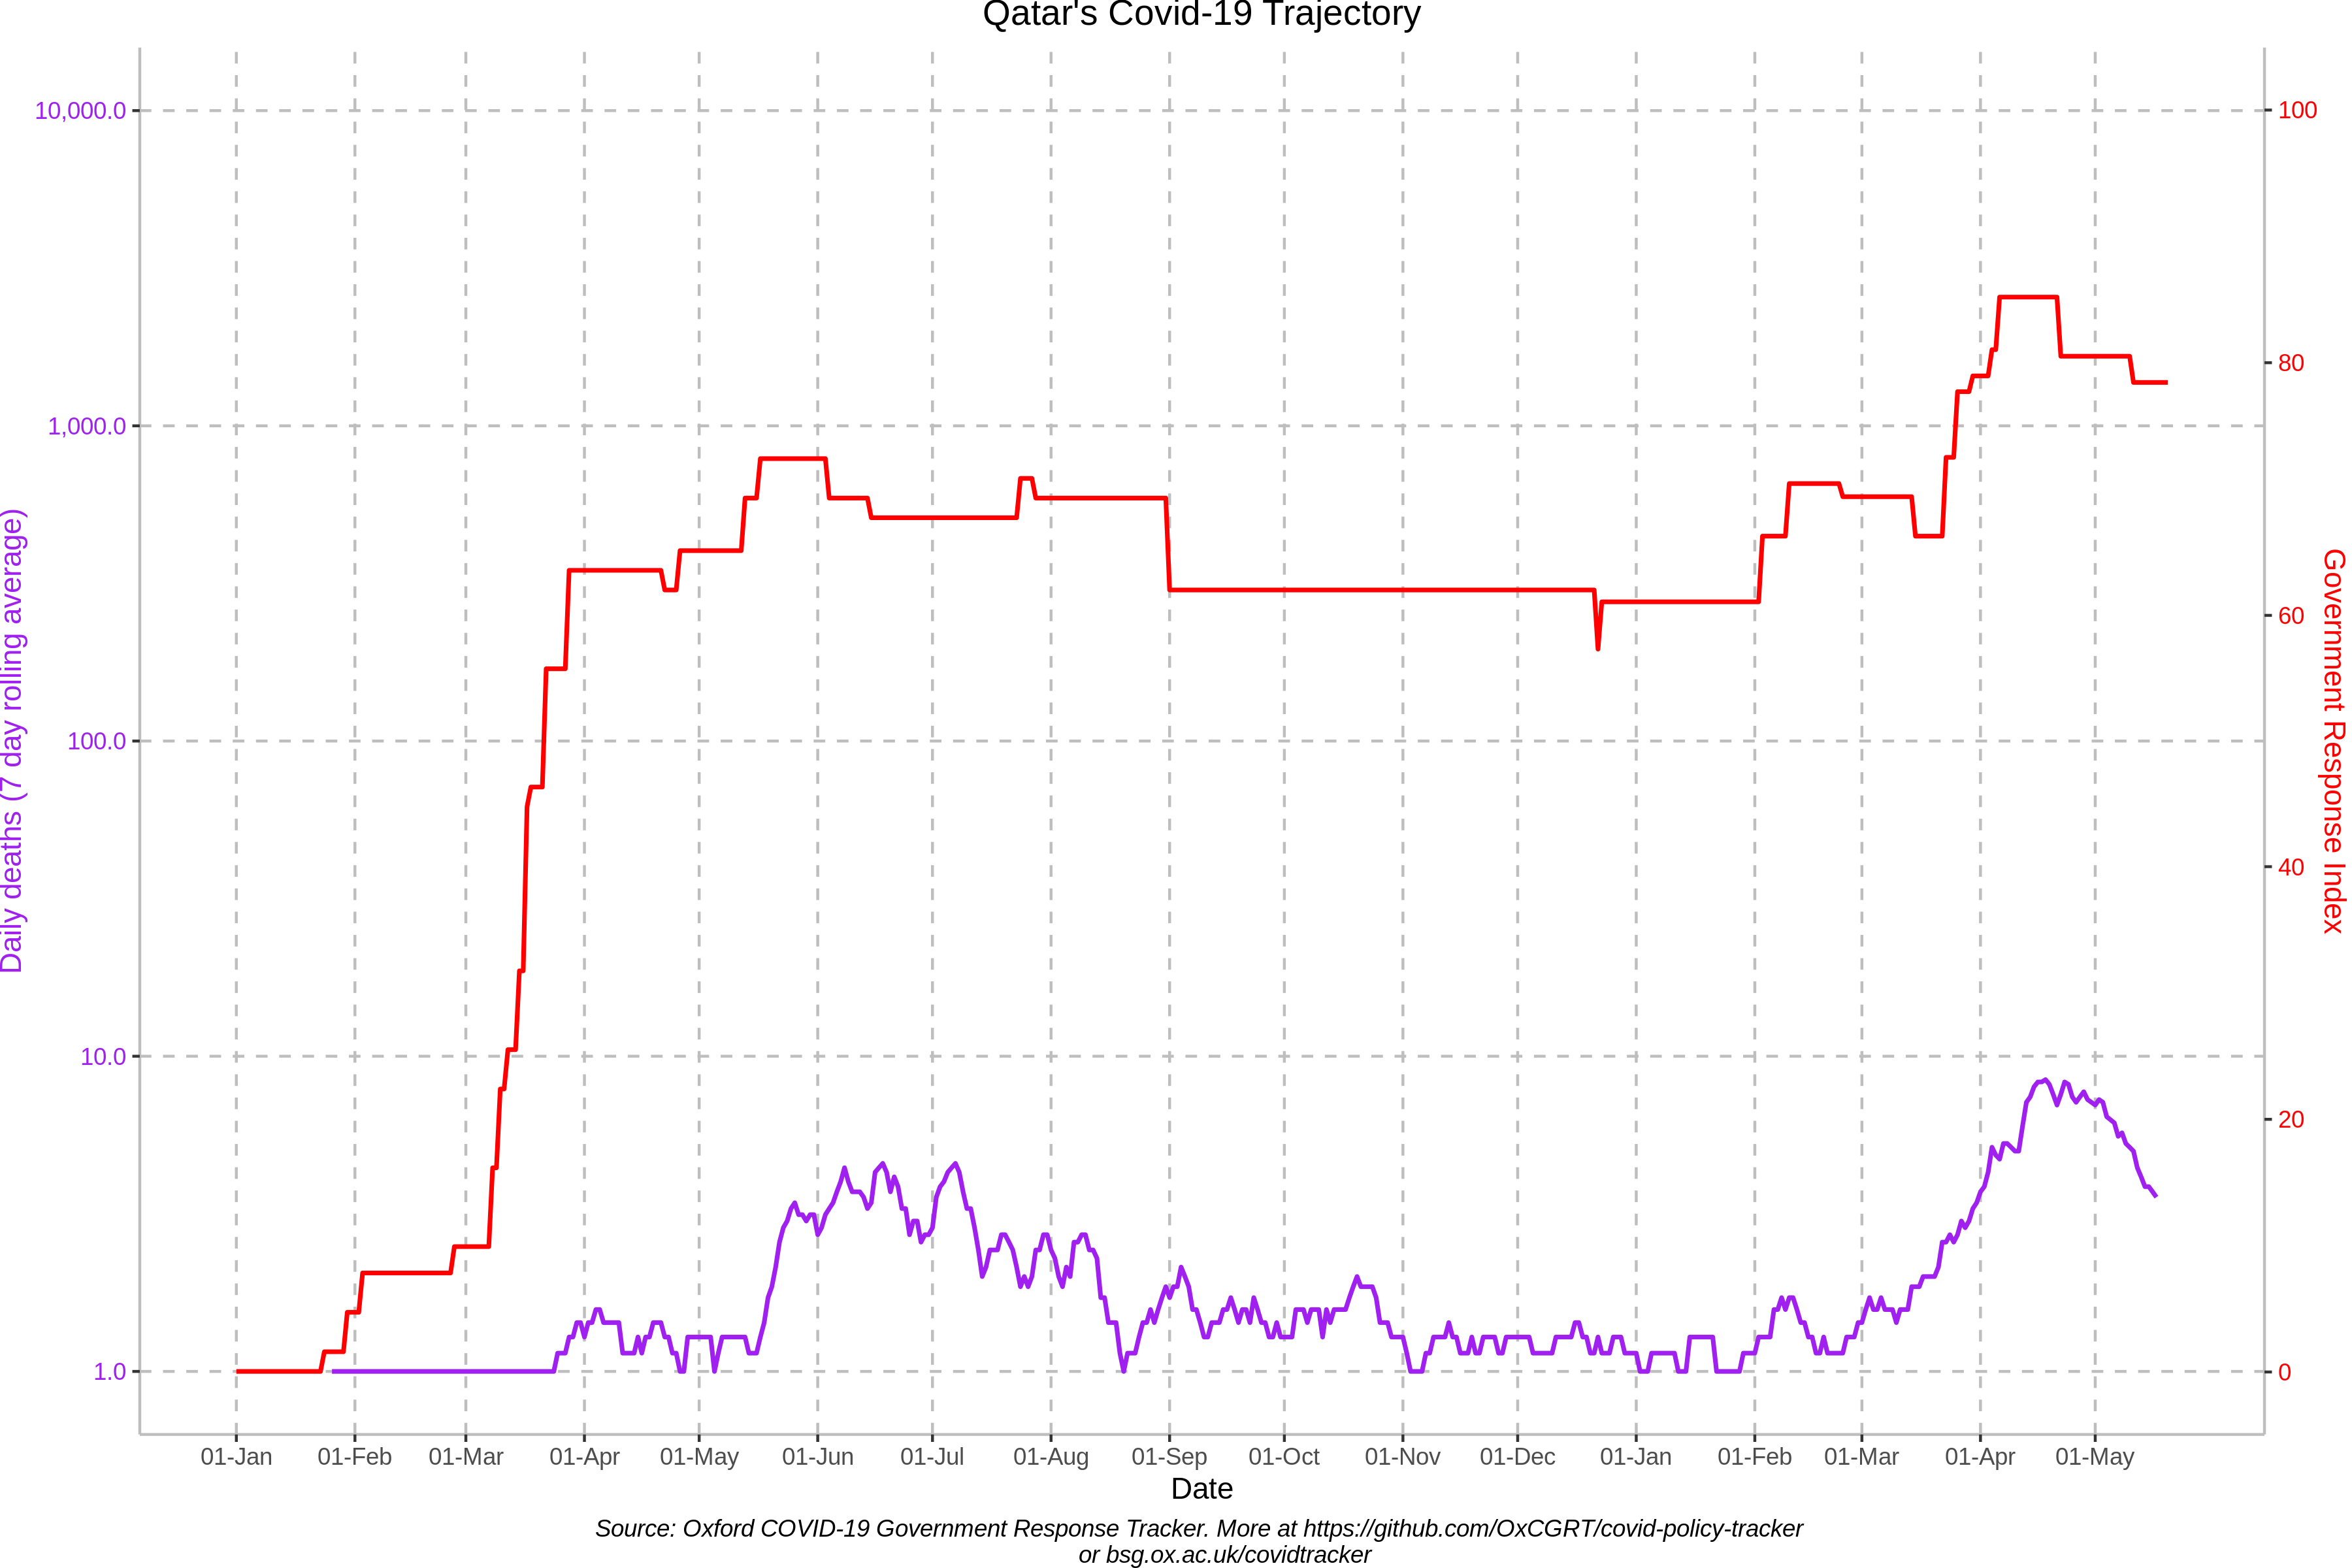 Qatar's Covid-19 Trajectory
10,000.0
1,000.0
100.0
10.0
1.0
Daily deaths (7 day rolling average)
100
80
60
40
20
0
Government Response Index
01-Jan 01-Feb 01-Mar 01-Apr 01-May 01-Jun 01-Jul 01-Aug 01-Sep 01-Oct 01-Nov 01-Dec 01-Jan 01-Feb 01-Mar 01-Apr 01-May
Date
Source: Oxford COVID-19 Government Response Tracker. More at https://github.com/OxCGRT/covid-policy-tracker
or bsg.ox.ac.uk/covidtracker